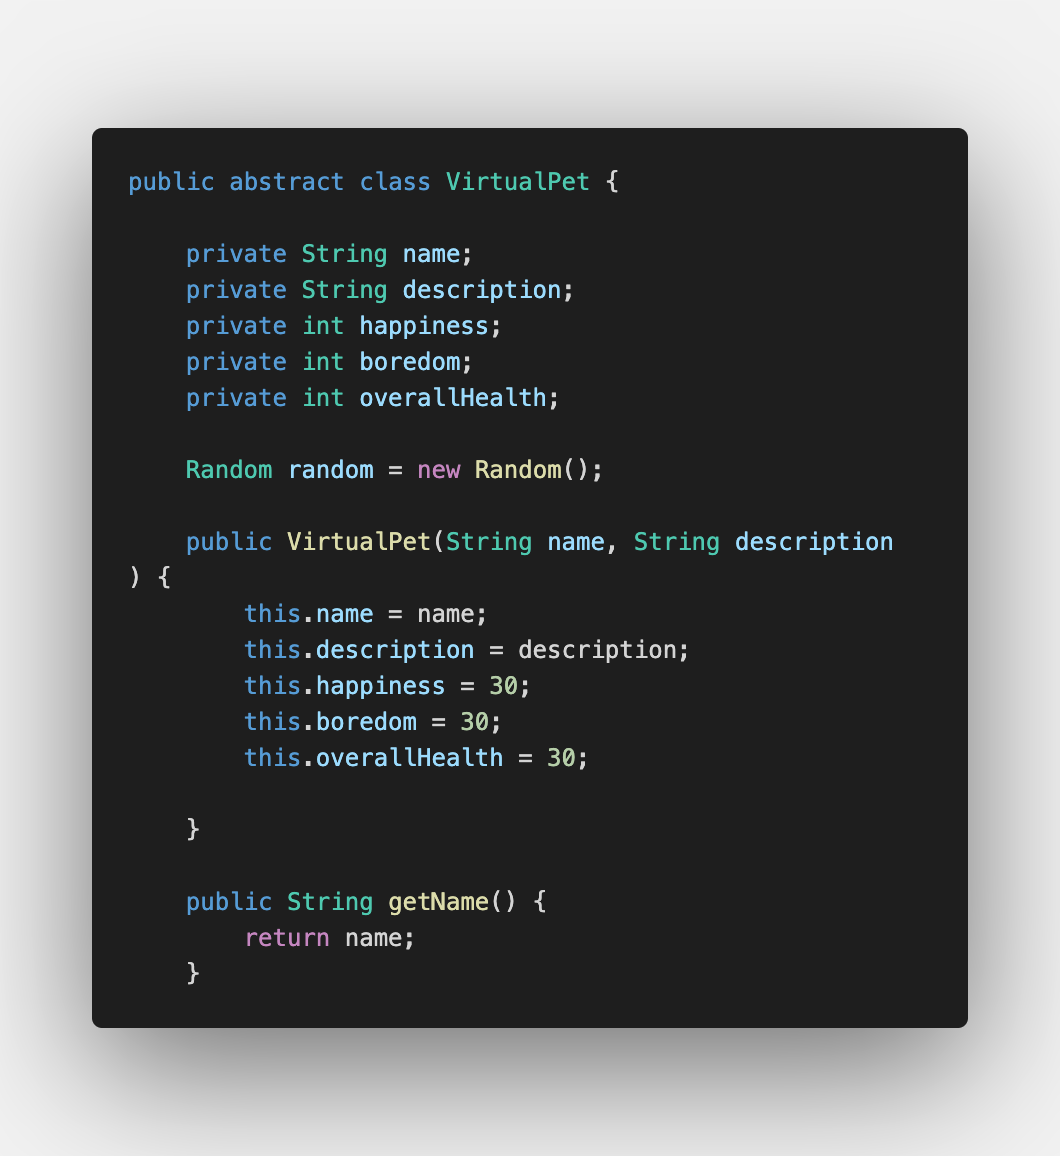 public abstract class VirtualPet {
    private String name;
    private String description;
    private int happiness;
    private int boredom;
    private int overallHealth;
    Random random = new Random();
    public VirtualPet(String name, String description
) {
        this.name = name;
        this.description = description;
        this.happiness = 30;
        this.boredom = 30;
        this.overallHealth = 30;
    }
    public String getName() {
        return name;
    }